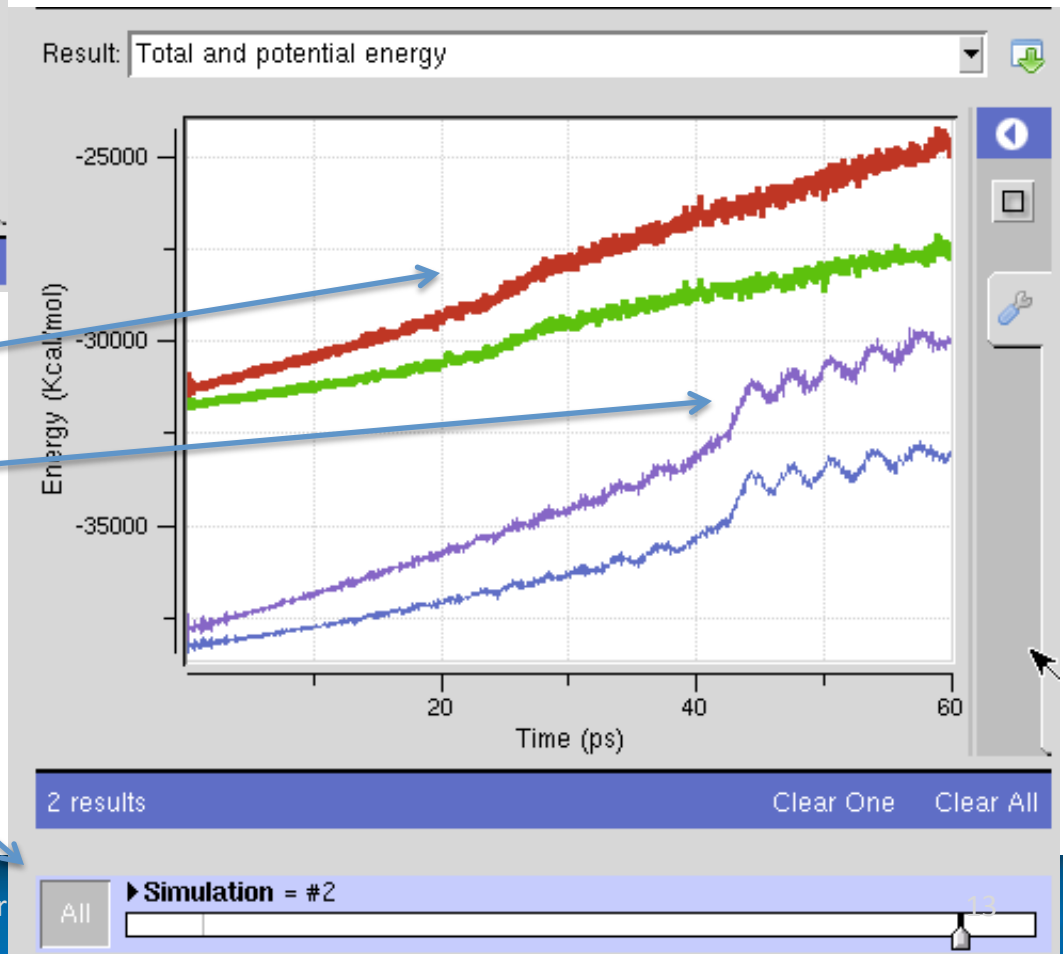 Result: Total and potential energy
-25000
-30000
-35000
Energy (Kcal/mol)
20
40
60
Time (ps)
2 results
Clear One
Clear All
All
Simulation = #2
13
r